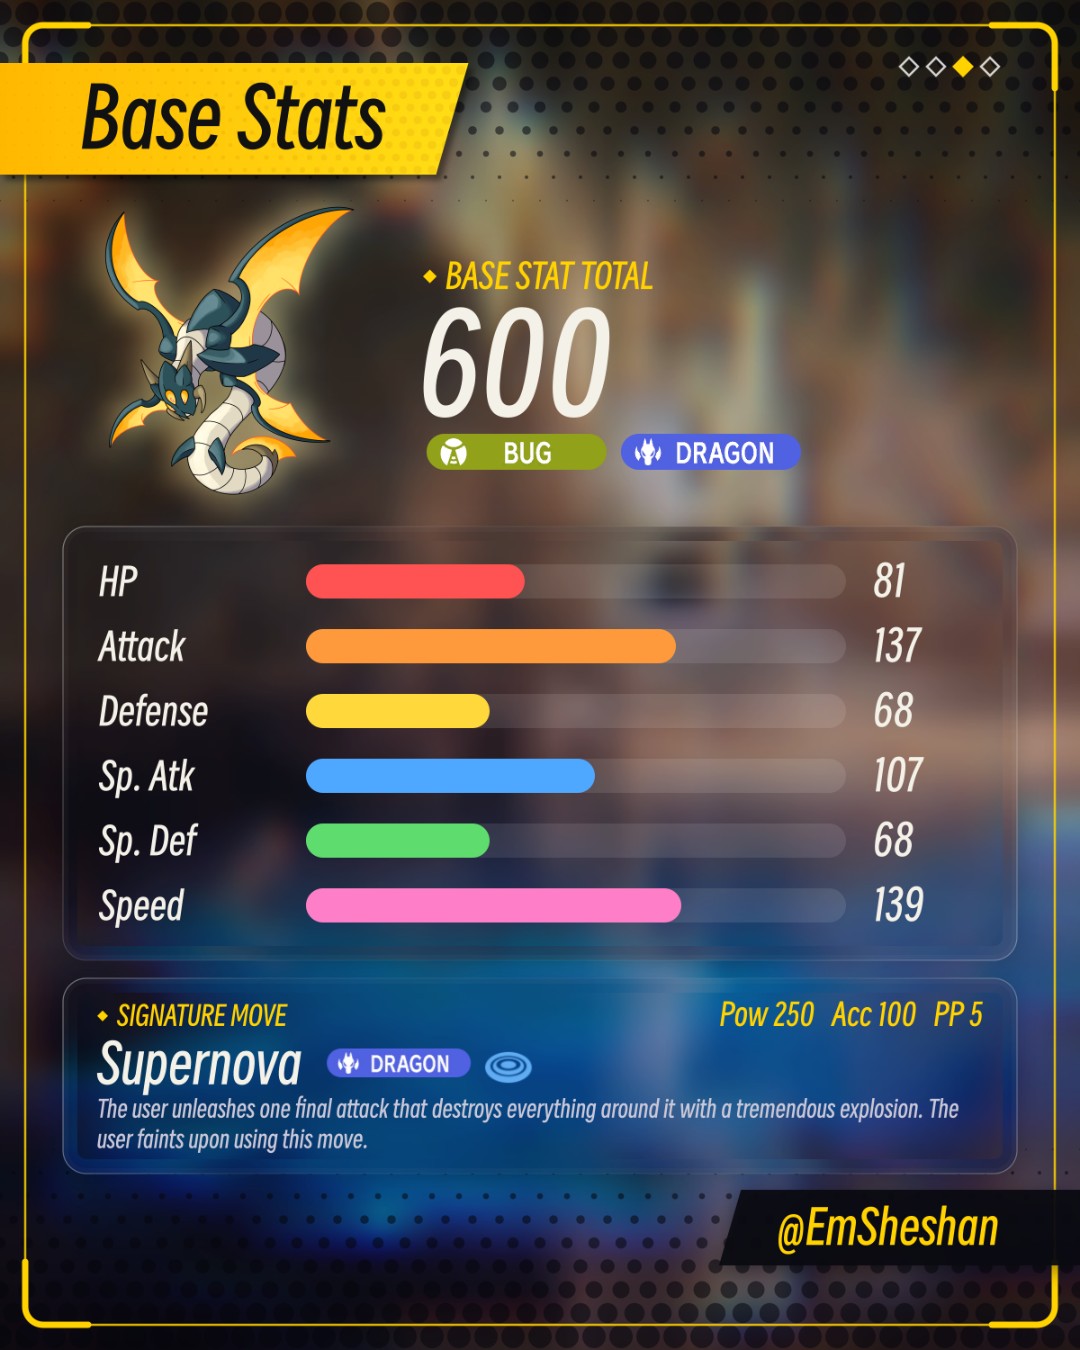 Base Stats
BASE STAT TOTAL
600
BUG DRAGON
HP 81
Attack 137
Defense 68
Sp. Atk 107
Sp. Def 68
Speed 139
SIGNATURE MOVE Pow 250 Acc 100 PP 5
Supernova DRAGON
The user unleashes one final attack that destroys everything around it with a tremendous explosion. The
user faints upon using this move.
@EmSheshan